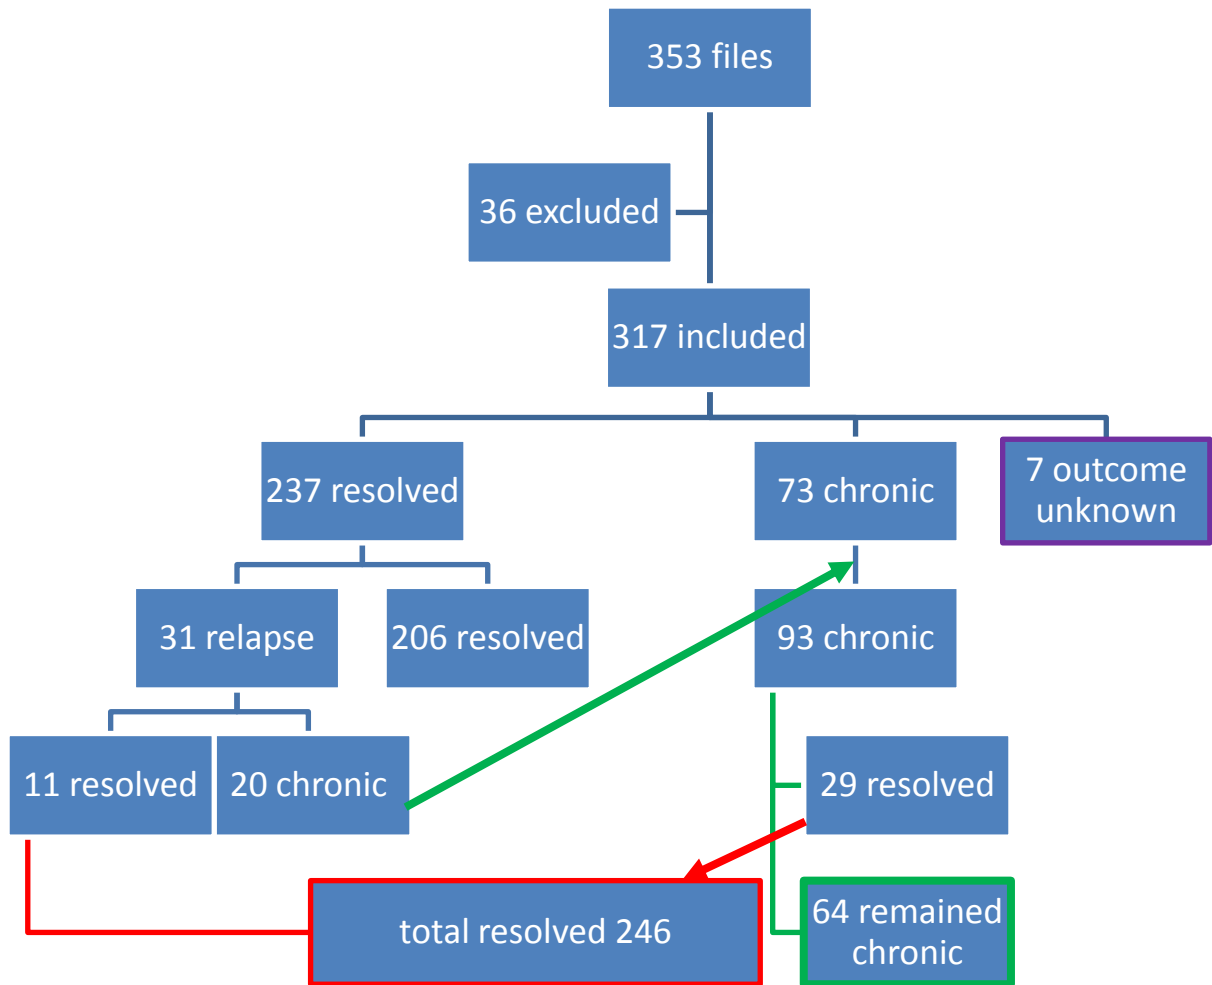 353 files
36 excluded
317 included
237 resolved
73 chronic
7 outcome
unknown
31 relapse
206 resolved
93 chronic
11 resolved
20 chronic
29 resolved
total resolved 246
64 remained
chronic